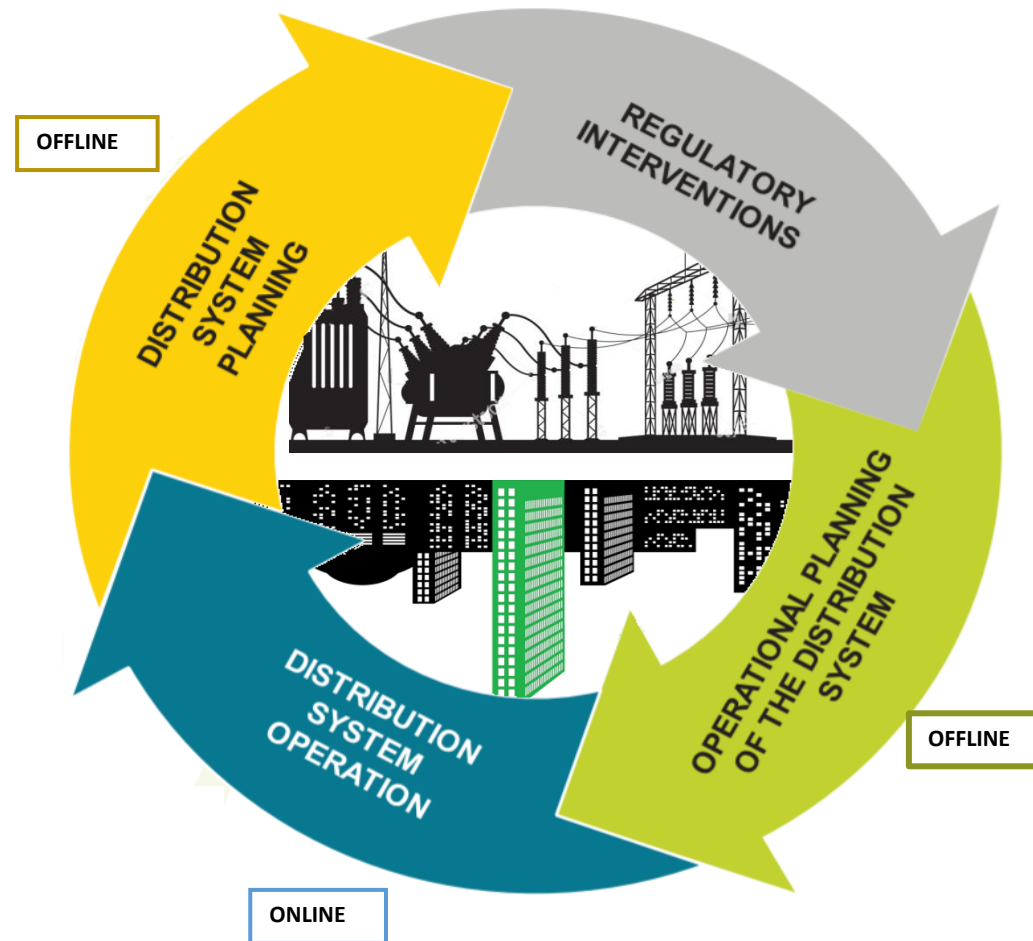 OFFLINE
REGULATORY
INTERVENTIONS
DISTRIBUTION
SYSTEM
PLANNING
OPERATIONAL PLANNING
OF THE DISTRIBUTION
SYSTEM
OFFLINE
DISTRIBUTION
SYSTEM
OPERATION
ONLINE